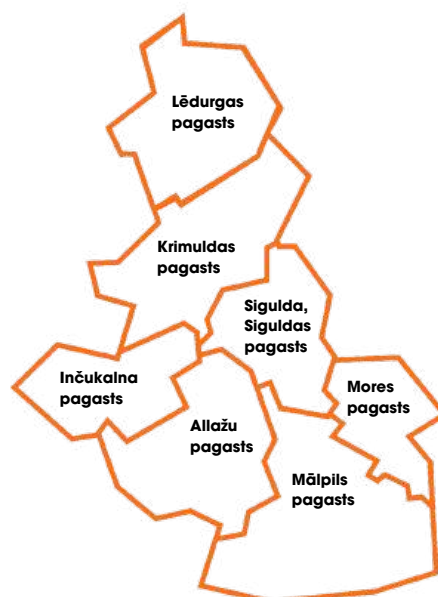 Lēdurgas
pagasts
Krimuldas
pagasts
Sigulda,
Siguldas
pagasts
Inčukalna
pagasts
Mores
pagasts
Allažu
pagasts
Mālpils
pagasts